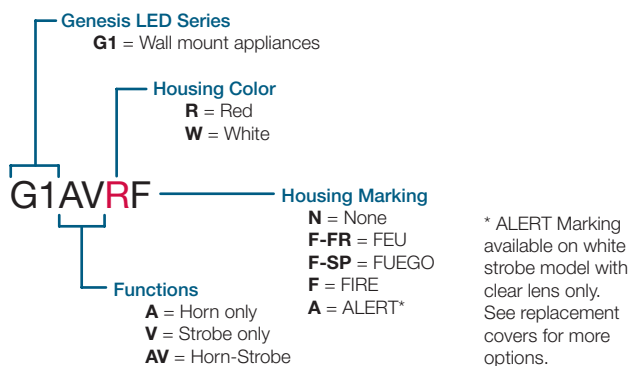 Genesis LED Series
G1 = Wall mount appliances
Housing Color
R = Red
W = White
G1AVRF
Housing Marking
N = None
F-FR = FEU
F-SP = FUEGO
F = FIRE
A = ALERT*
Functions
A = Horn only
V = Strobe only
AV = Horn-Strobe
* ALERT Marking
available on white
strobe model with
clear lens only.
See replacement
covers for more
options.